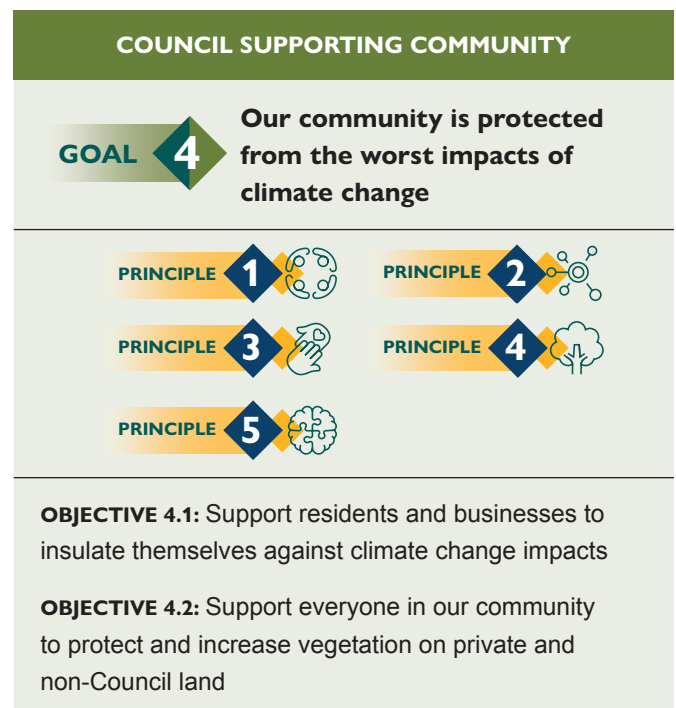 COUNCIL SUPPORTING COMMUNITY
GOAL 4
Our community is protected
from the worst impacts of
climate change
PRINCIPLE 1
PRINCIPLE 2
PRINCIPLE 3
PRINCIPLE 4
PRINCIPLE 5
OBJECTIVE 4.1: Support residents and businesses to
insulate themselves against climate change impacts
OBJECTIVE 4.2: Support everyone in our community
to protect and increase vegetation on private and
non-Council land